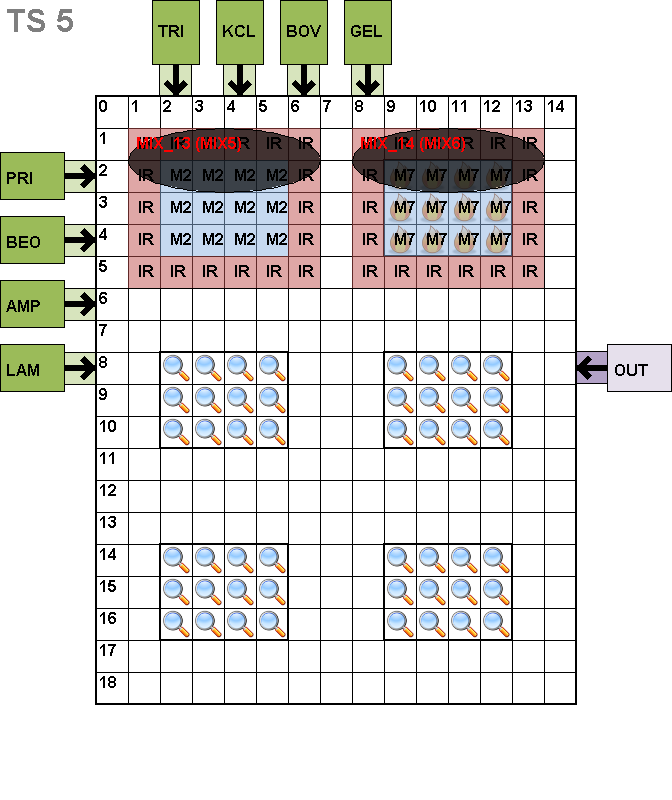 TS 5
TRI KCL BOV GEL
0 1 2 3 4 5 6 7 8 9 10 11 12 13 14
1 IR MIX_13 (MIX5) IR IR IR IR MIX_14 (MIX6) IR IR IR
PRI 2 IR M2 M2 M2 M2 IR IR M7 M7 M7 M7 IR
3 IR M2 M2 M2 M2 IR IR M7 M7 M7 M7 IR
BEO 4 IR M2 M2 M2 M2 IR IR M7 M7 M7 M7 IR
5 IR IR IR IR IR IR IR IR IR IR IR IR
AMP 6
7
LAM 8 OUT
9
10
11
12
13
14
15
16
17
18